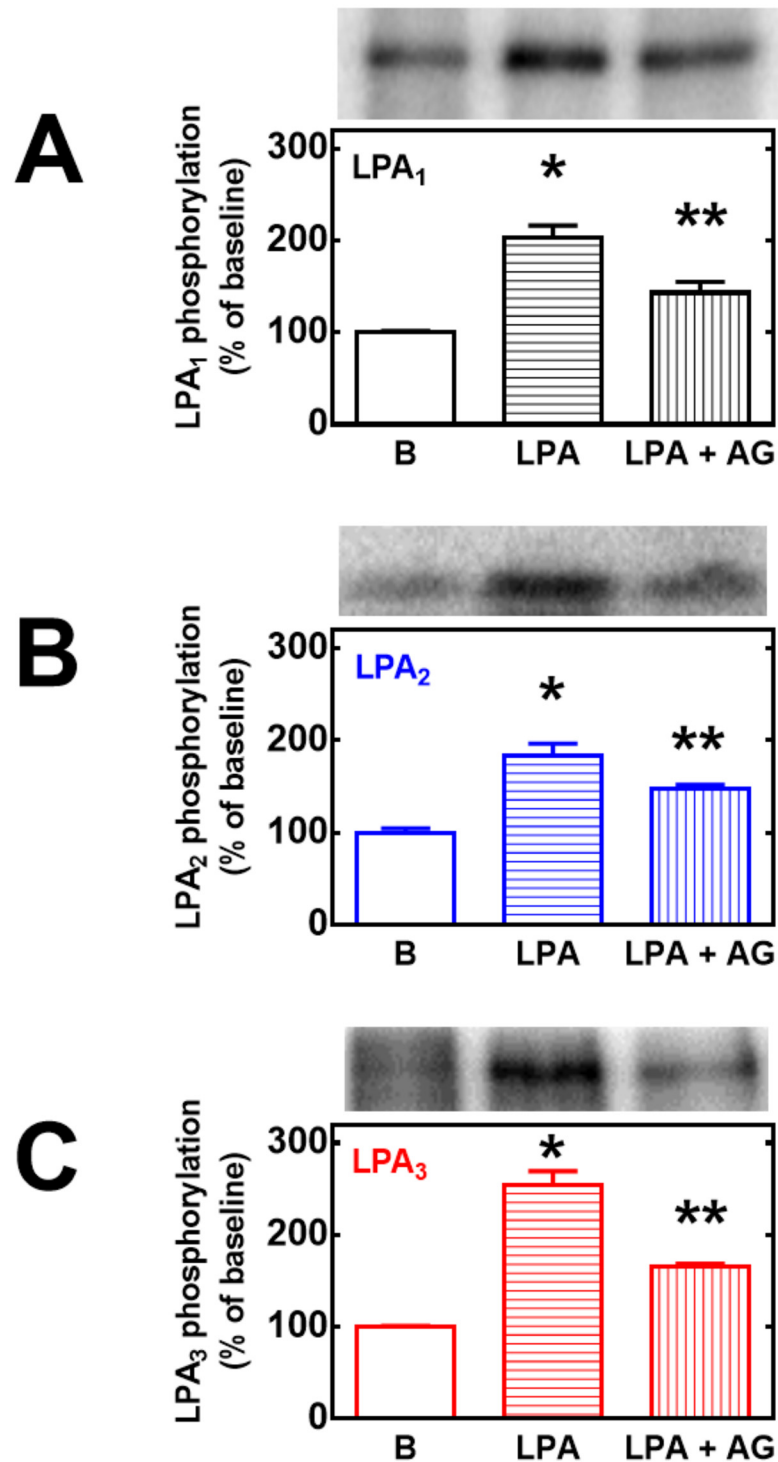 A
LPA₁ phosphorylation
(% of baseline)
300
200
100
0
LPA₁
*
**
B
LPA
LPA + AG
B
LPA₂ phosphorylation
(% of baseline)
300
200
100
0
LPA₂
*
**
B
LPA
LPA + AG
C
LPA₃ phosphorylation
(% of baseline)
300
200
100
0
LPA₃
*
**
B
LPA
LPA + AG